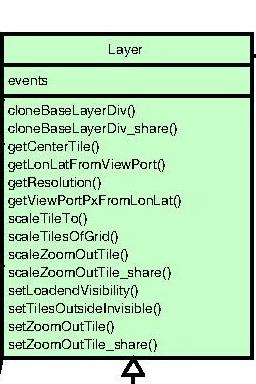 Layer
events
cloneBaseLayerDiv()
cloneBaseLayerDiv_share()
getCenterTile()
getLonLatFromViewPort()
getResolution()
getViewPortPxFromLonLat()
scaleTileTo()
scaleTilesOfGrid()
scaleZoomOutTile()
scaleZoomOutTile_share()
setLoadendVisibility()
setTilesOutsideInvisible()
setZoomOutTile()
setZoomOutTile_share()